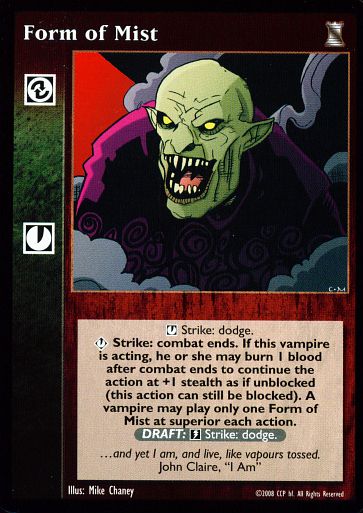 Form of Mist
C·M
Strike: dodge.
Strike: combat ends. If this vampire
is acting, he or she may burn 1 blood
after combat ends to continue the
action at +1 stealth as if unblocked
(this action can still be blocked). A
vampire may play only one Form of
Mist at superior each action.
DRAFT: Strike: dodge.
...and yet I am, and live, like vapours tossed.
John Claire, “I Am”
Illus: Mike Chaney
©2008 CCP hf. All Rights Reserved